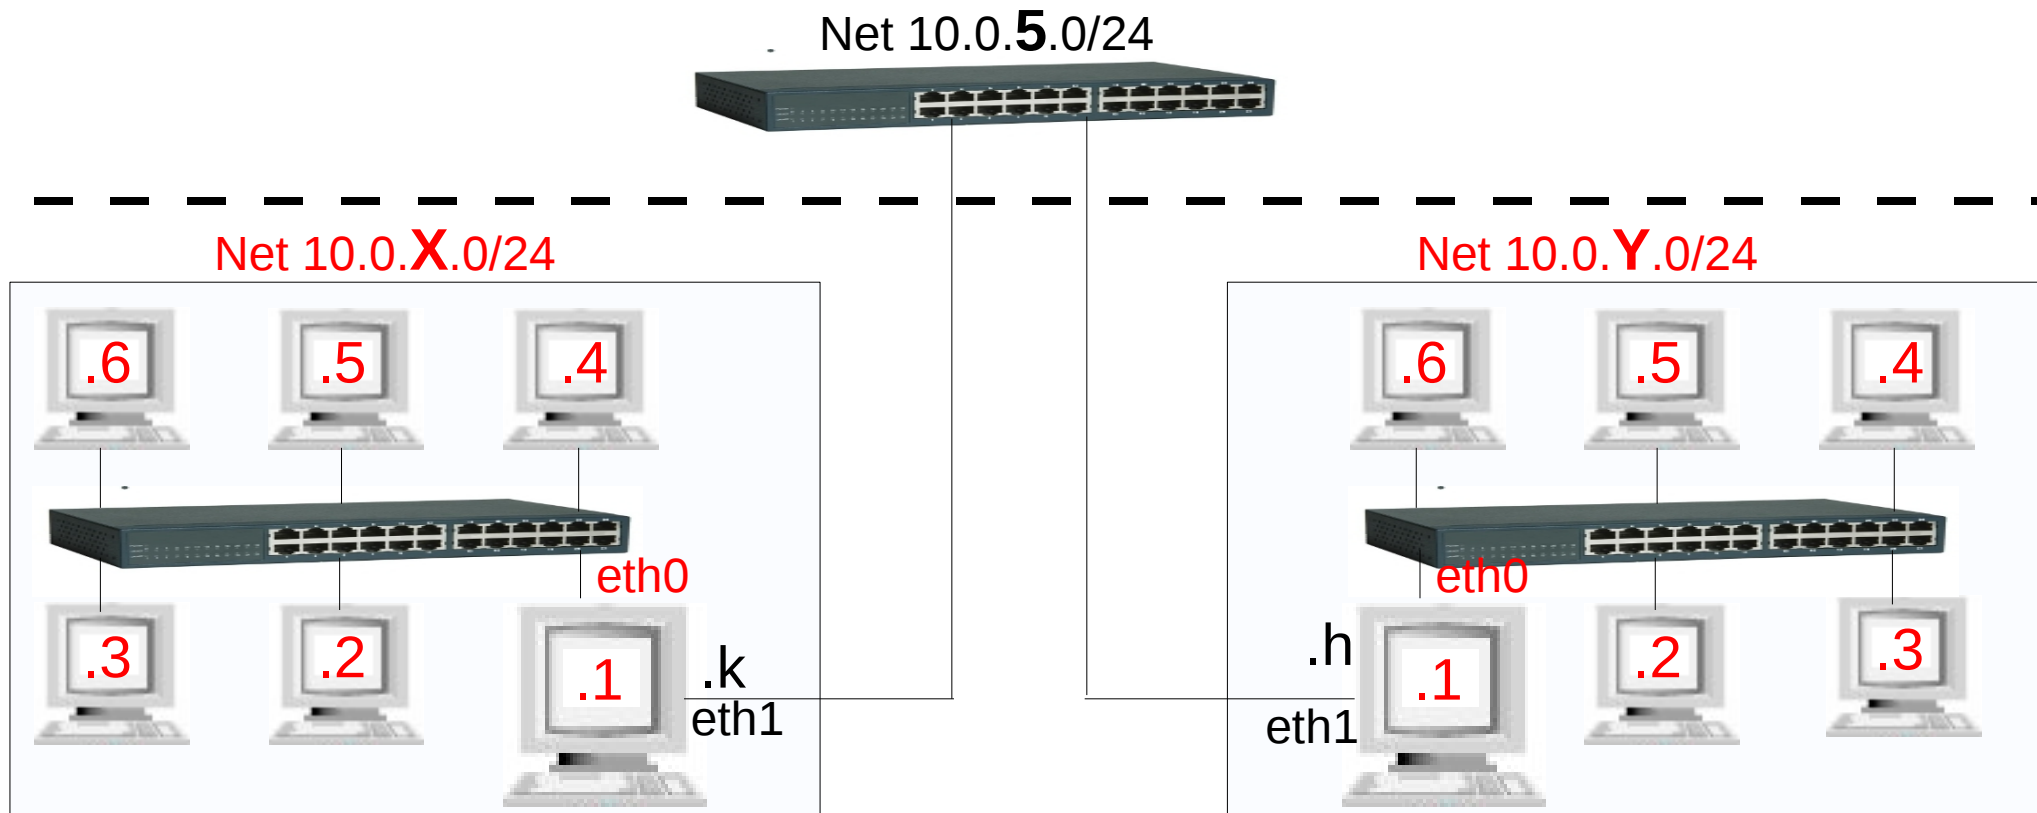 Net 10.0.5.0/24
Net 10.0.X.0/24
Net 10.0.Y.0/24
.6
.5
.4
.6
.5
.4
eth0
eth0
.3
.2
.1
.k
eth1
.h
eth1
.1
.2
.3